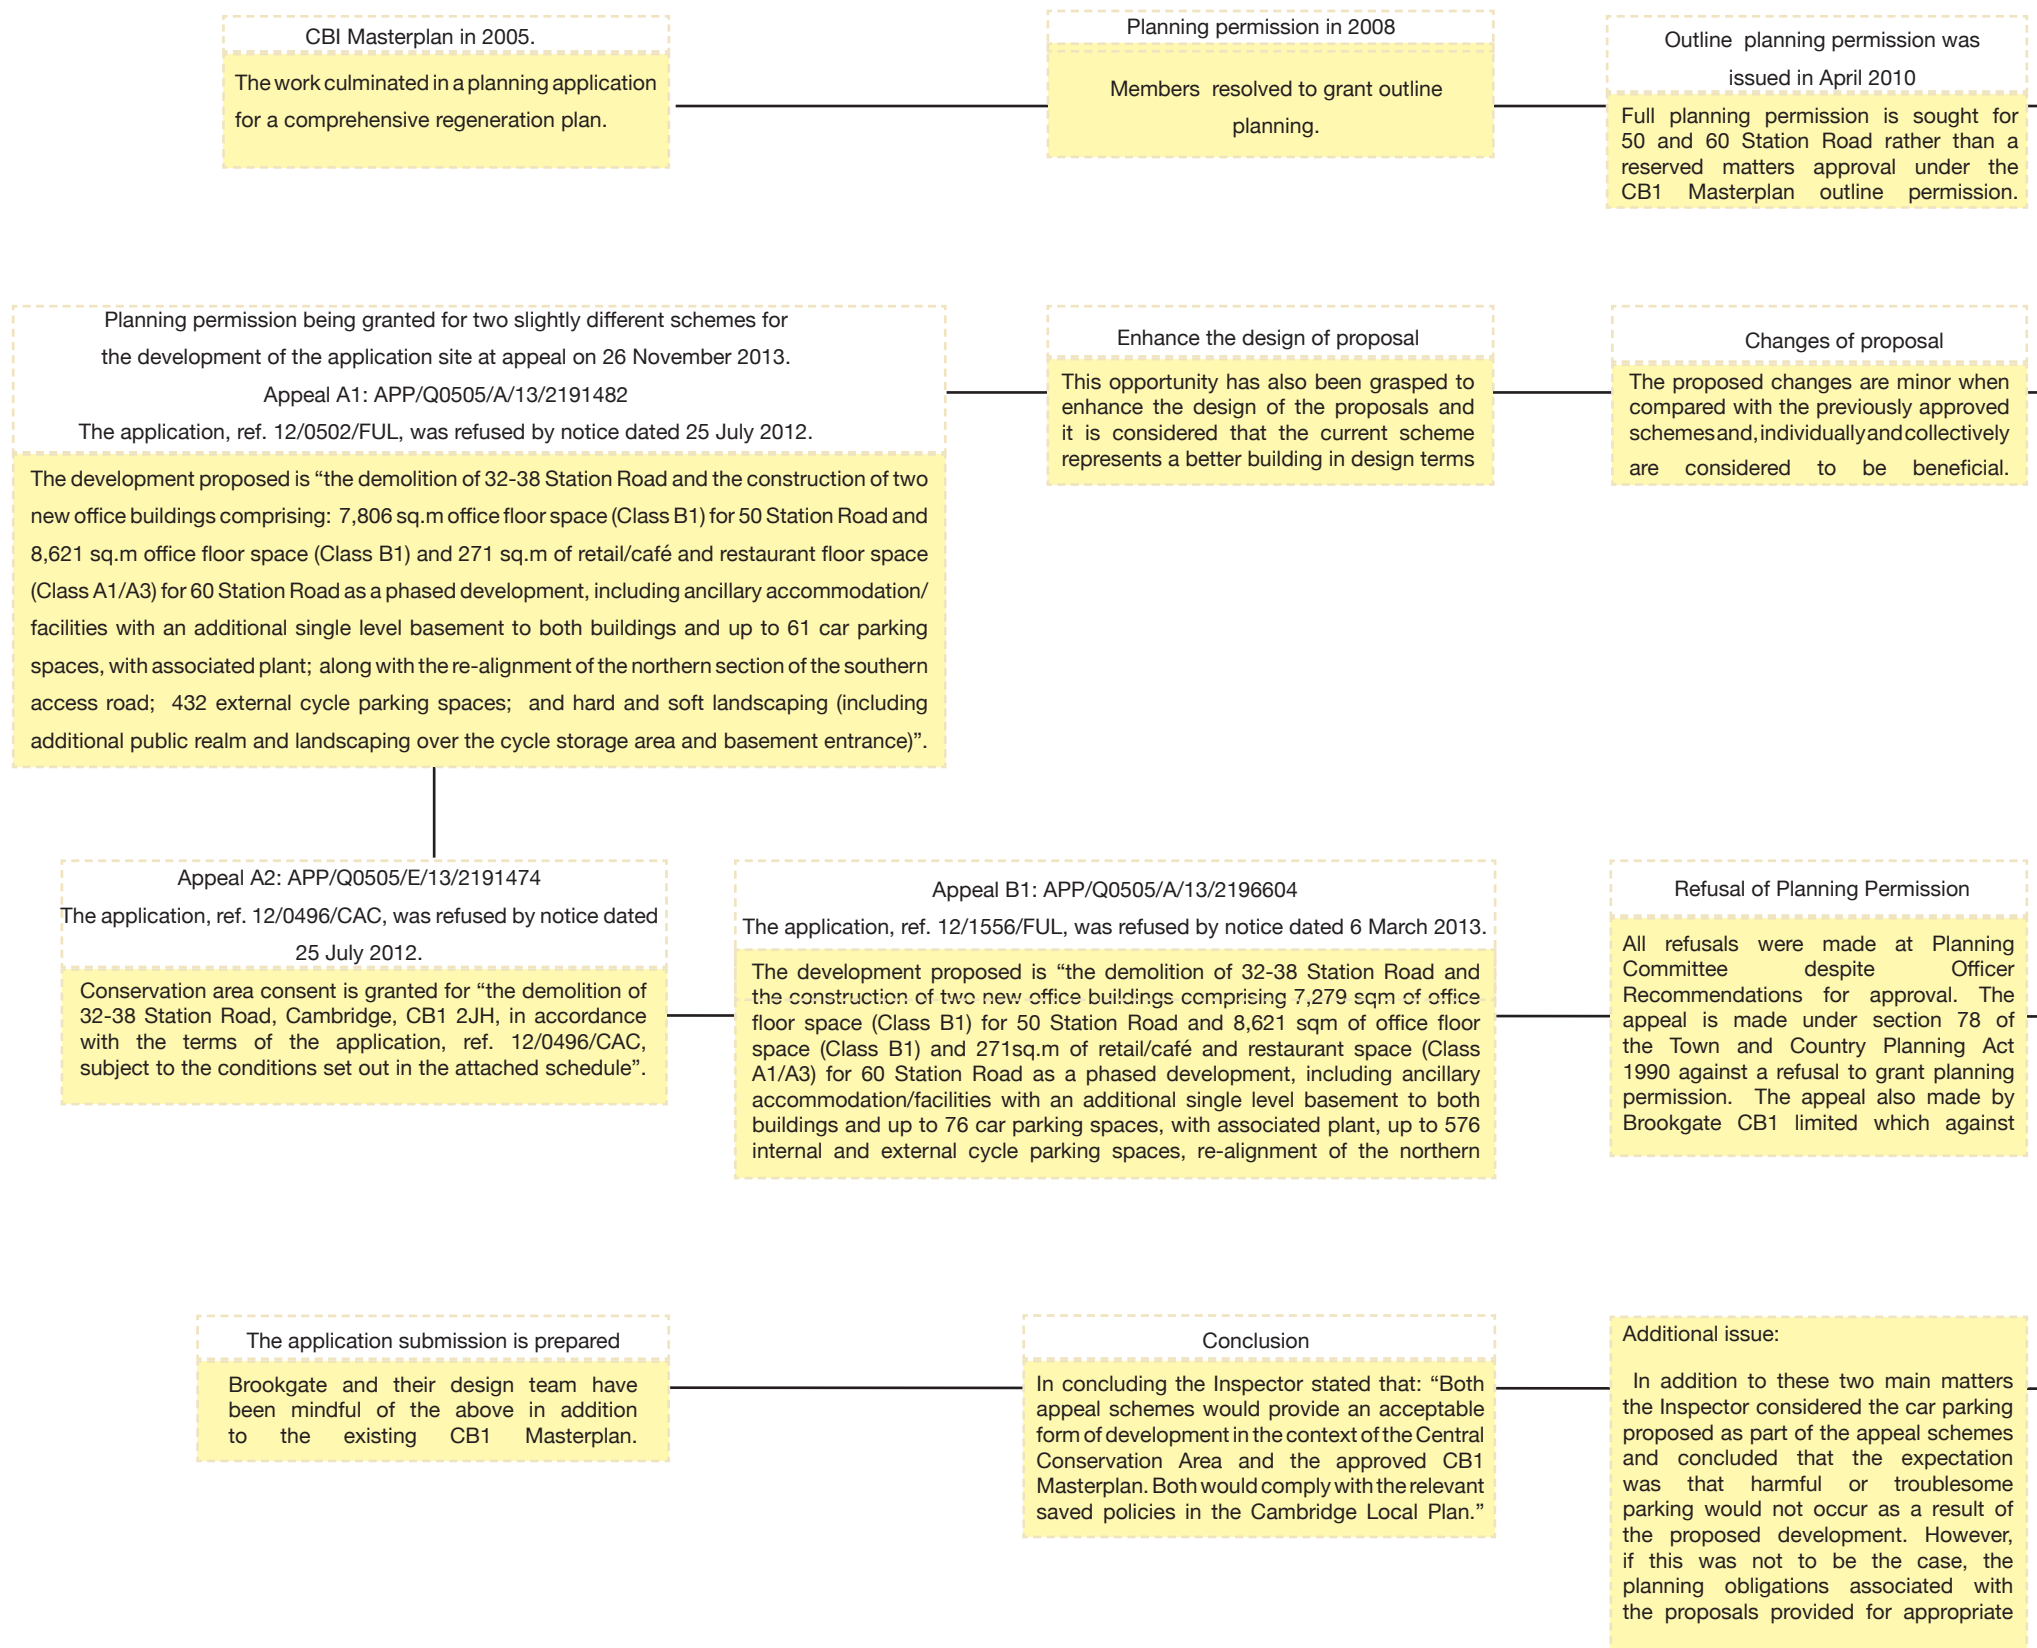 CBI Masterplan in 2005.
The work culminated in a planning application
for a comprehensive regeneration plan.
Planning permission in 2008
Members resolved to grant outline
planning.
Outline planning permission was
issued in April 2010
Full planning permission is sought for
50 and 60 Station Road rather than a
reserved matters approval under the
CB1 Masterplan outline permission.
Planning permission being granted for two slightly different schemes for
the development of the application site at appeal on 26 November 2013.
Appeal A1: APP/Q0505/A/13/2191482
The application, ref. 12/0502/FUL, was refused by notice dated 25 July 2012.
The development proposed is “the demolition of 32-38 Station Road and the construction of two
new office buildings comprising: 7,806 sq.m office floor space (Class B1) for 50 Station Road and
8,621 sq.m office floor space (Class B1) and 271 sq.m of retail/café and restaurant floor space
(Class A1/A3) for 60 Station Road as a phased development, including ancillary accommodation/
facilities with an additional single level basement to both buildings and up to 61 car parking
spaces, with associated plant; along with the re-alignment of the northern section of the southern
access road; 432 external cycle parking spaces; and hard and soft landscaping (including
additional public realm and landscaping over the cycle storage area and basement entrance)”.
Enhance the design of proposal
This opportunity has also been grasped to
enhance the design of the proposals and
it is considered that the current scheme
represents a better building in design terms
Changes of proposal
The proposed changes are minor when
compared with the previously approved
schemes and, individually and collectively
are considered to be beneficial.
Appeal A2: APP/Q0505/E/13/2191474
The application, ref. 12/0496/CAC, was refused by notice dated
25 July 2012.
Conservation area consent is granted for “the demolition of
32-38 Station Road, Cambridge, CB1 2JH, in accordance
with the terms of the application, ref. 12/0496/CAC,
subject to the conditions set out in the attached schedule”.
Appeal B1: APP/Q0505/A/13/2196604
The application, ref. 12/1556/FUL, was refused by notice dated 6 March 2013.
The development proposed is “the demolition of 32-38 Station Road and
the construction of two new office buildings comprising 7,279 sqm of office
floor space (Class B1) for 50 Station Road and 8,621 sqm of office floor
space (Class B1) and 271sq.m of retail/café and restaurant space (Class
A1/A3) for 60 Station Road as a phased development, including ancillary
accommodation/facilities with an additional single level basement to both
buildings and up to 76 car parking spaces, with associated plant, up to 576
internal and external cycle parking spaces, re-alignment of the northern
Refusal of Planning Permission
All refusals were made at Planning
Committee despite Officer
Recommendations for approval. The
appeal is made under section 78 of
the Town and Country Planning Act
1990 against a refusal to grant planning
permission. The appeal also made by
Brookgate CB1 limited which against
The application submission is prepared
Brookgate and their design team have
been mindful of the above in addition
to the existing CB1 Masterplan.
Conclusion
In concluding the Inspector stated that: “Both
appeal schemes would provide an acceptable
form of development in the context of the Central
Conservation Area and the approved CB1
Masterplan. Both would comply with the relevant
saved policies in the Cambridge Local Plan.”
Additional issue:
In addition to these two main matters
the Inspector considered the car parking
proposed as part of the appeal schemes
and concluded that the expectation
was that harmful or troublesome
parking would not occur as a result of
the proposed development. However,
if this was not to be the case, the
planning obligations associated with
the proposals provided for appropriate